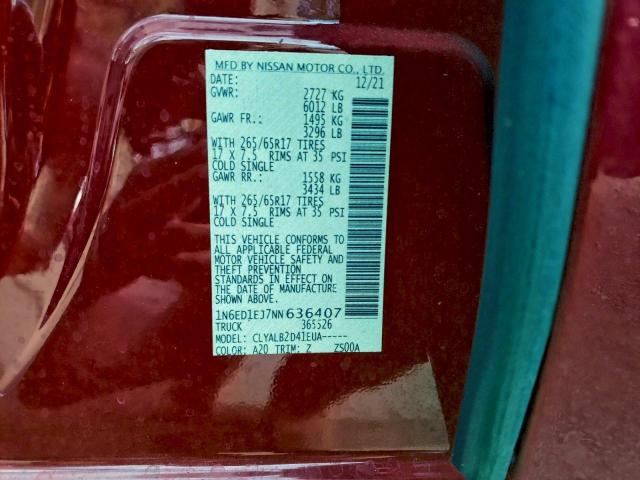 MFD BY NISSAN MOTOR CO., LTD.
DATE: 12/21
GVWR: 2727 KG
6012 LB
GAWR FR.: 1495 KG
3296 LB
WITH 265/65R17 TIRES
17 X 7.5 RIMS AT 35 PSI
COLD SINGLE
GAWR RR.: 1558 KG
3434 LB
WITH 265/65R17 TIRES
17 X 7.5 RIMS AT 35 PSI
COLD SINGLE
THIS VEHICLE CONFORMS TO
ALL APPLICABLE FEDERAL
MOTOR VEHICLE SAFETY AND
THEFT PREVENTION
STANDARDS IN EFFECT ON
THE DATE OF MANUFACTURE
SHOWN ABOVE.
1N6ED1EJ7NN636407
TRUCK 365526
MODEL: CLYALB2D41EUA-----
COLOR: A20 TRIM: Z ZS00A